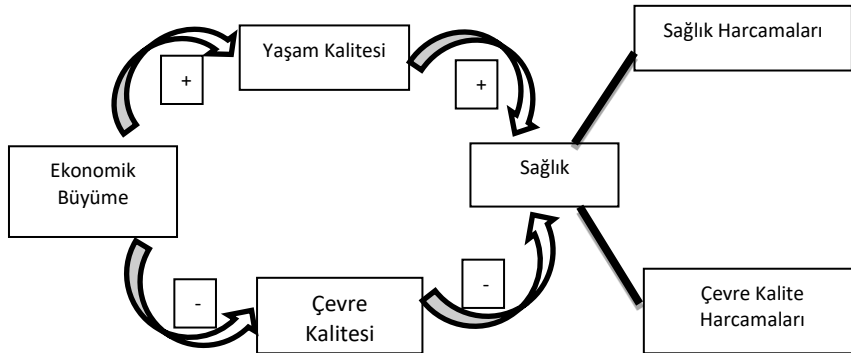 Yaşam Kalitesi
Sağlık Harcamaları
+
+
Ekonomik
Büyüme
Sağlık
-
-
Çevre
Kalitesi
Çevre Kalite
Harcamaları